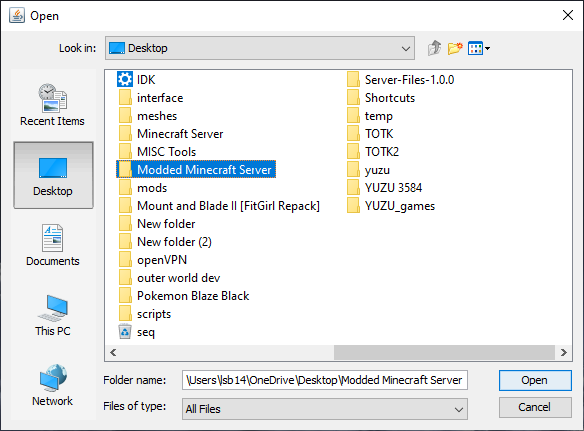 Open
Look in:
Desktop
Recent Items
Desktop
Documents
This PC
Network
IDK
interface
meshes
Minecraft Server
MISC Tools
Modded Minecraft Server
mods
Mount and Blade II [FitGirl Repack]
New folder
New folder (2)
openVPN
outer world dev
Pokemon Blaze Black
scripts
seq
Server-Files-1.0.0
Shortcuts
temp
TOTK
TOTK2
yuzu
YUZU 3584
YUZU_games
Folder name:
\Users\lsb14\OneDrive\Desktop\Modded Minecraft Server
Open
Files of type:
All Files
Cancel